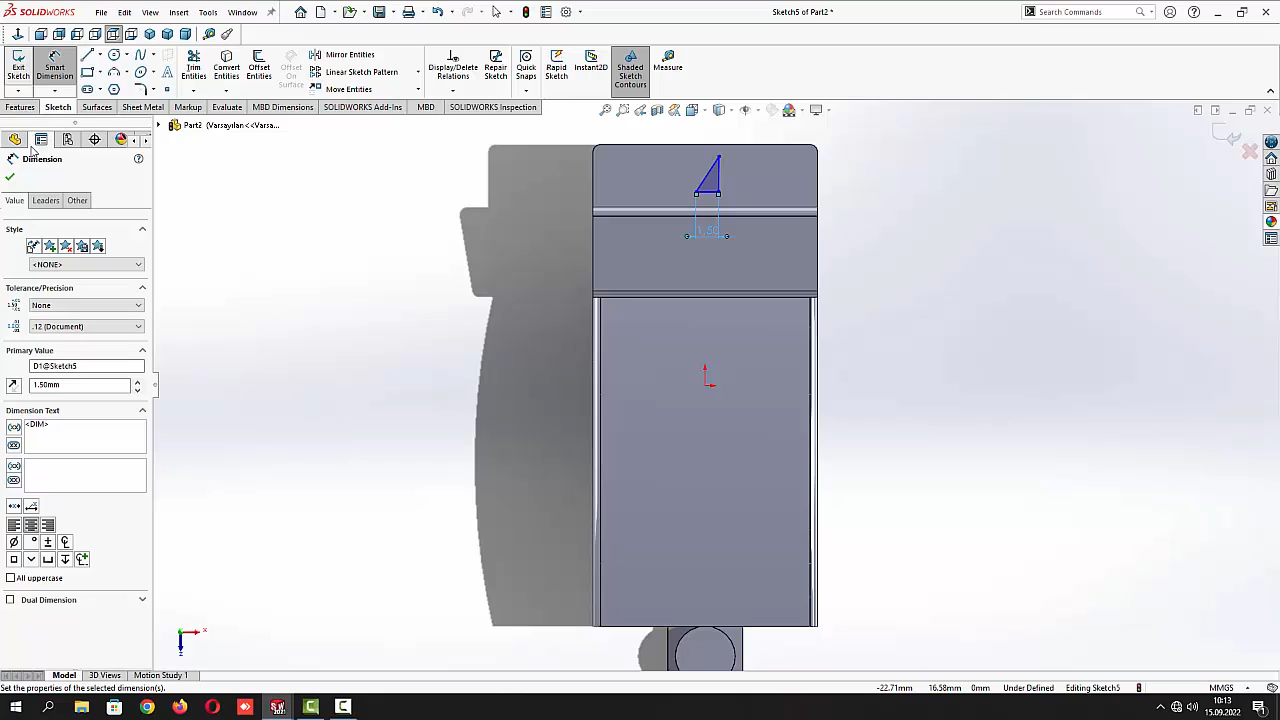 SOLIDWORKS
File Edit View Insert Tools Window
Sketch5 of Part2 *
Search Commands
Exit Sketch
Smart Dimension
Trim Entities
Convert Entities
Offset Entities
Offset On Surface
Mirror Entities
Linear Sketch Pattern
Move Entities
Display/Delete Relations
Repair Sketch
Quick Snaps
Rapid Sketch
Instant2D
Shaded Sketch Contours
Measure
Features Sketch Surfaces Sheet Metal Markup Evaluate MBD Dimensions SOLIDWORKS Add-Ins MBD SOLIDWORKS Inspection
Part2 (Varsayılan<<Varsa...
Dimension
Value Leaders Other
Style
<NONE>
Tolerance/Precision
None
.12 (Document)
Primary Value
D1@Sketch5
1.50mm
Dimension Text
<DIM>
All uppercase
Dual Dimension
1,50
Model 3D Views Motion Study 1
Set the properties of the selected dimension(s).
-22.71mm 16.58mm 0mm Under Defined Editing Sketch5 MMGS
10:13
15.09.2022